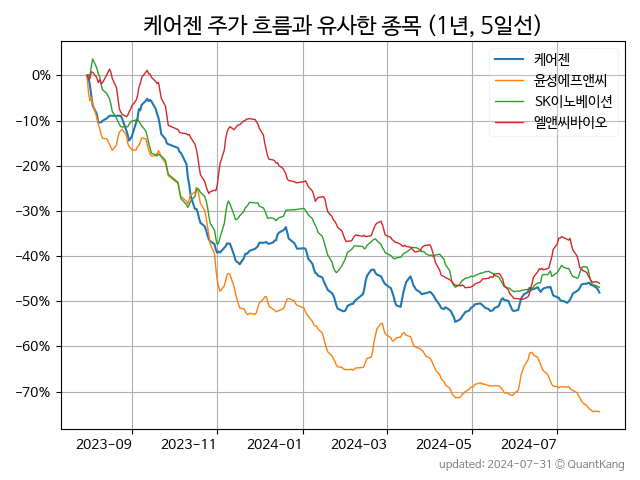 케어젠 주가 흐름과 유사한 종목 (1년, 5일선)
케어젠
윤성에프앤씨
SK이노베이션
엘앤씨바이오
0%
−10%
−20%
−30%
−40%
−50%
−60%
−70%
2023-09 2023-11 2024-01 2024-03 2024-05 2024-07
updated: 2024-07-31 © QuantKang